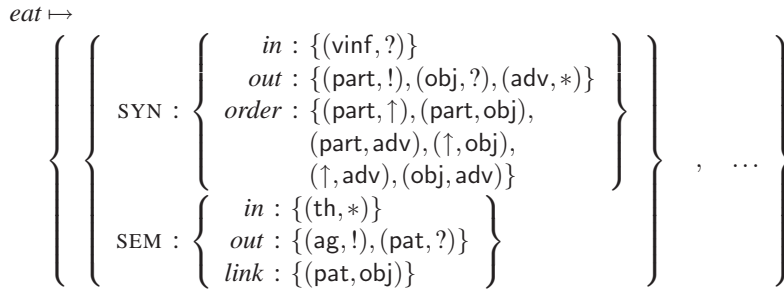 eat ↦
in : {(vinf,?)}
out : {(part,!),(obj,?),(adv,∗)}
SYN : order : {(part,↑),(part,obj),
(part,adv),(↑,obj),
(↑,adv),(obj,adv)}
, ...
in : {(th,∗)}
SEM : out : {(ag,!),(pat,?)}
link : {(pat,obj)}